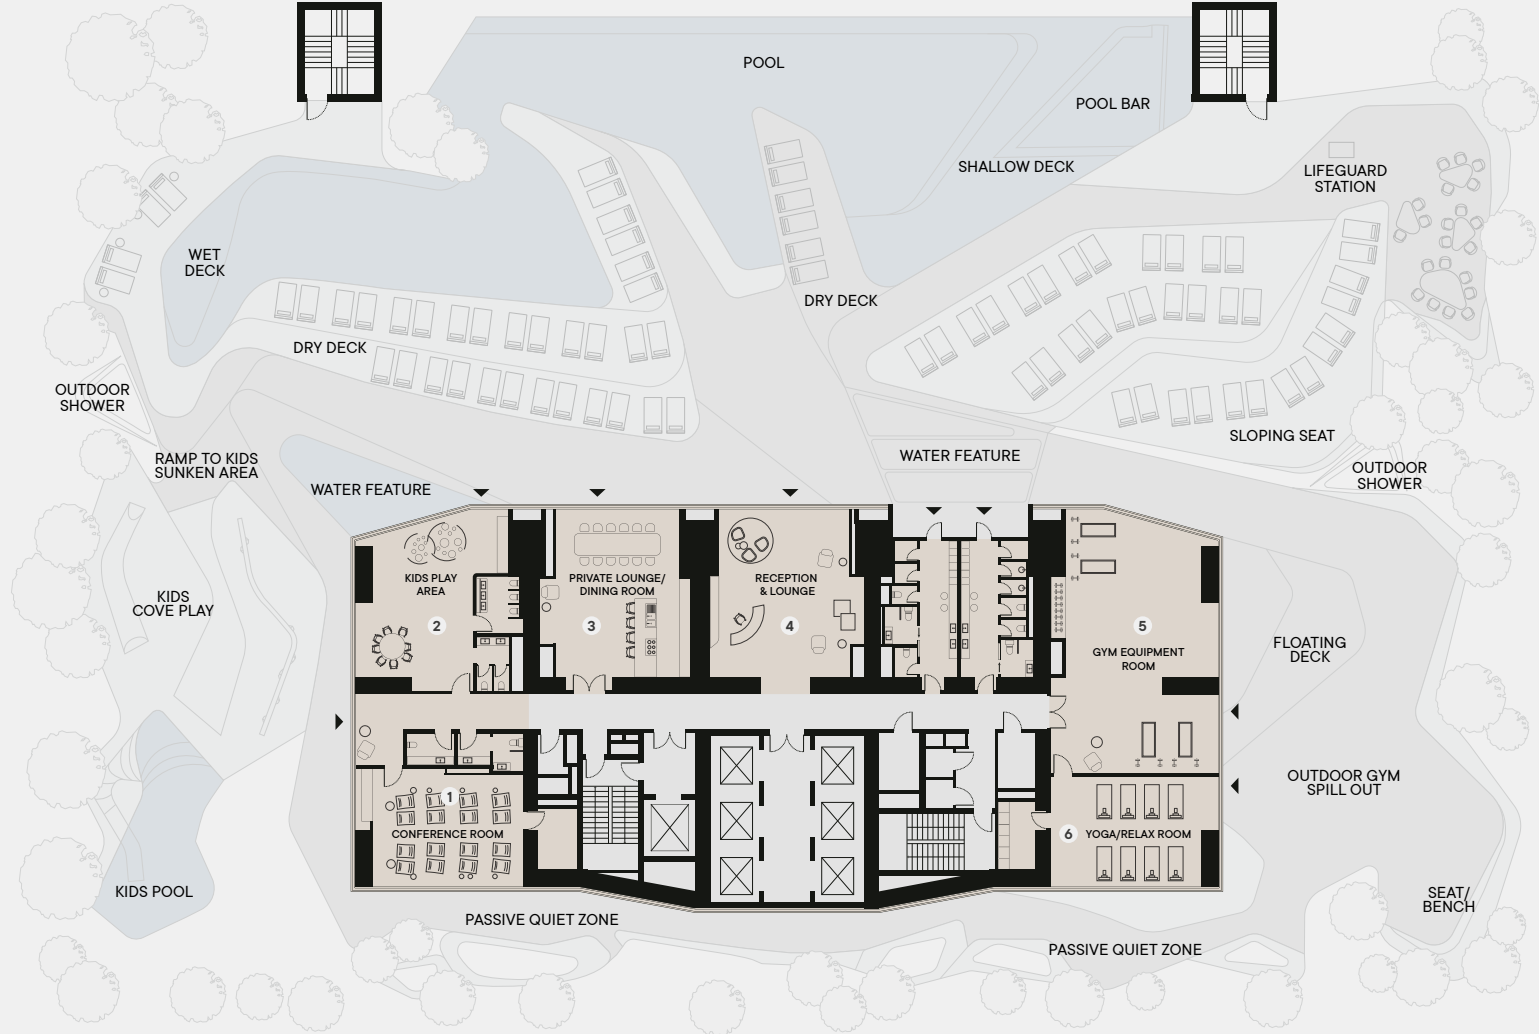 POOL
POOL BAR
SHALLOW DECK
LIFEGUARD
STATION
WET
DECK
DRY DECK
DRY DECK
OUTDOOR
SHOWER
SLOPING SEAT
WATER FEATURE
RAMP TO KIDS
SUNKEN AREA
OUTDOOR
SHOWER
WATER FEATURE
KIDS PLAY
AREA
2
PRIVATE LOUNGE/
DINING ROOM
3
RECEPTION
& LOUNGE
4
5
GYM EQUIPMENT
ROOM
KIDS
COVE PLAY
FLOATING
DECK
OUTDOOR GYM
SPILL OUT
1
CONFERENCE ROOM
6
YOGA/RELAX ROOM
KIDS POOL
SEAT/
BENCH
PASSIVE QUIET ZONE
PASSIVE QUIET ZONE